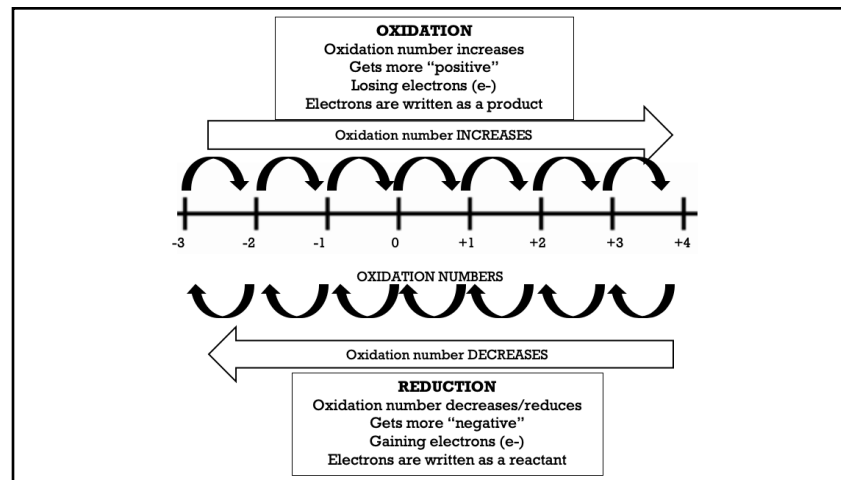 OXIDATION
Oxidation number increases
Gets more “positive”
Losing electrons (e-)
Electrons are written as a product
Oxidation number INCREASES
-3 -2 -1 0 +1 +2 +3 +4
OXIDATION NUMBERS
Oxidation number DECREASES
REDUCTION
Oxidation number decreases/reduces
Gets more “negative”
Gaining electrons (e-)
Electrons are written as a reactant